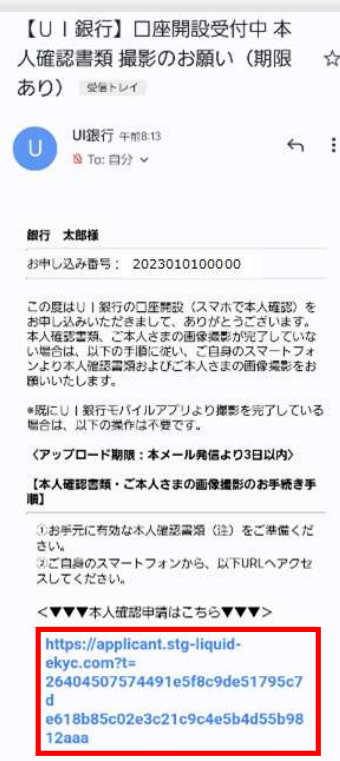 【UI銀行】口座開設受付中 本
人確認書類 撮影のお願い（期限
あり） 受信トレイ
U
UI銀行 午前8:13
To: 自分
銀行　太郎様
お申し込み番号： 2023010100000
この度はUI銀行の口座開設（スマホで本人確認）を
お申し込みいただきまして、ありがとうございます。
本人確認書類、ご本人さまの画像撮影が完了していな
い場合は、以下の手順に従い、ご自身のスマートフォ
ンより本人確認書類およびご本人さまの画像撮影をお
願いいたします。
*既にUI銀行モバイルアプリより撮影を完了している
場合は、以下の操作は不要です。
〈アップロード期限：本メール発信より3日以内〉
【本人確認書類・ご本人さまの画像撮影のお手続き手
順】
①お手元に有効な本人確認書類（注）をご準備くだ
さい。
②ご自身のスマートフォンから、以下URLへアクセ
スしてください。
＜▼▼▼本人確認申請はこちら▼▼▼＞
https://applicant.stg-liquid-
ekyc.com?t=
26404507574491e5f8c9de51795c7
d
e618b85c02e3c21c9c4e5b4d55b98
12aaa